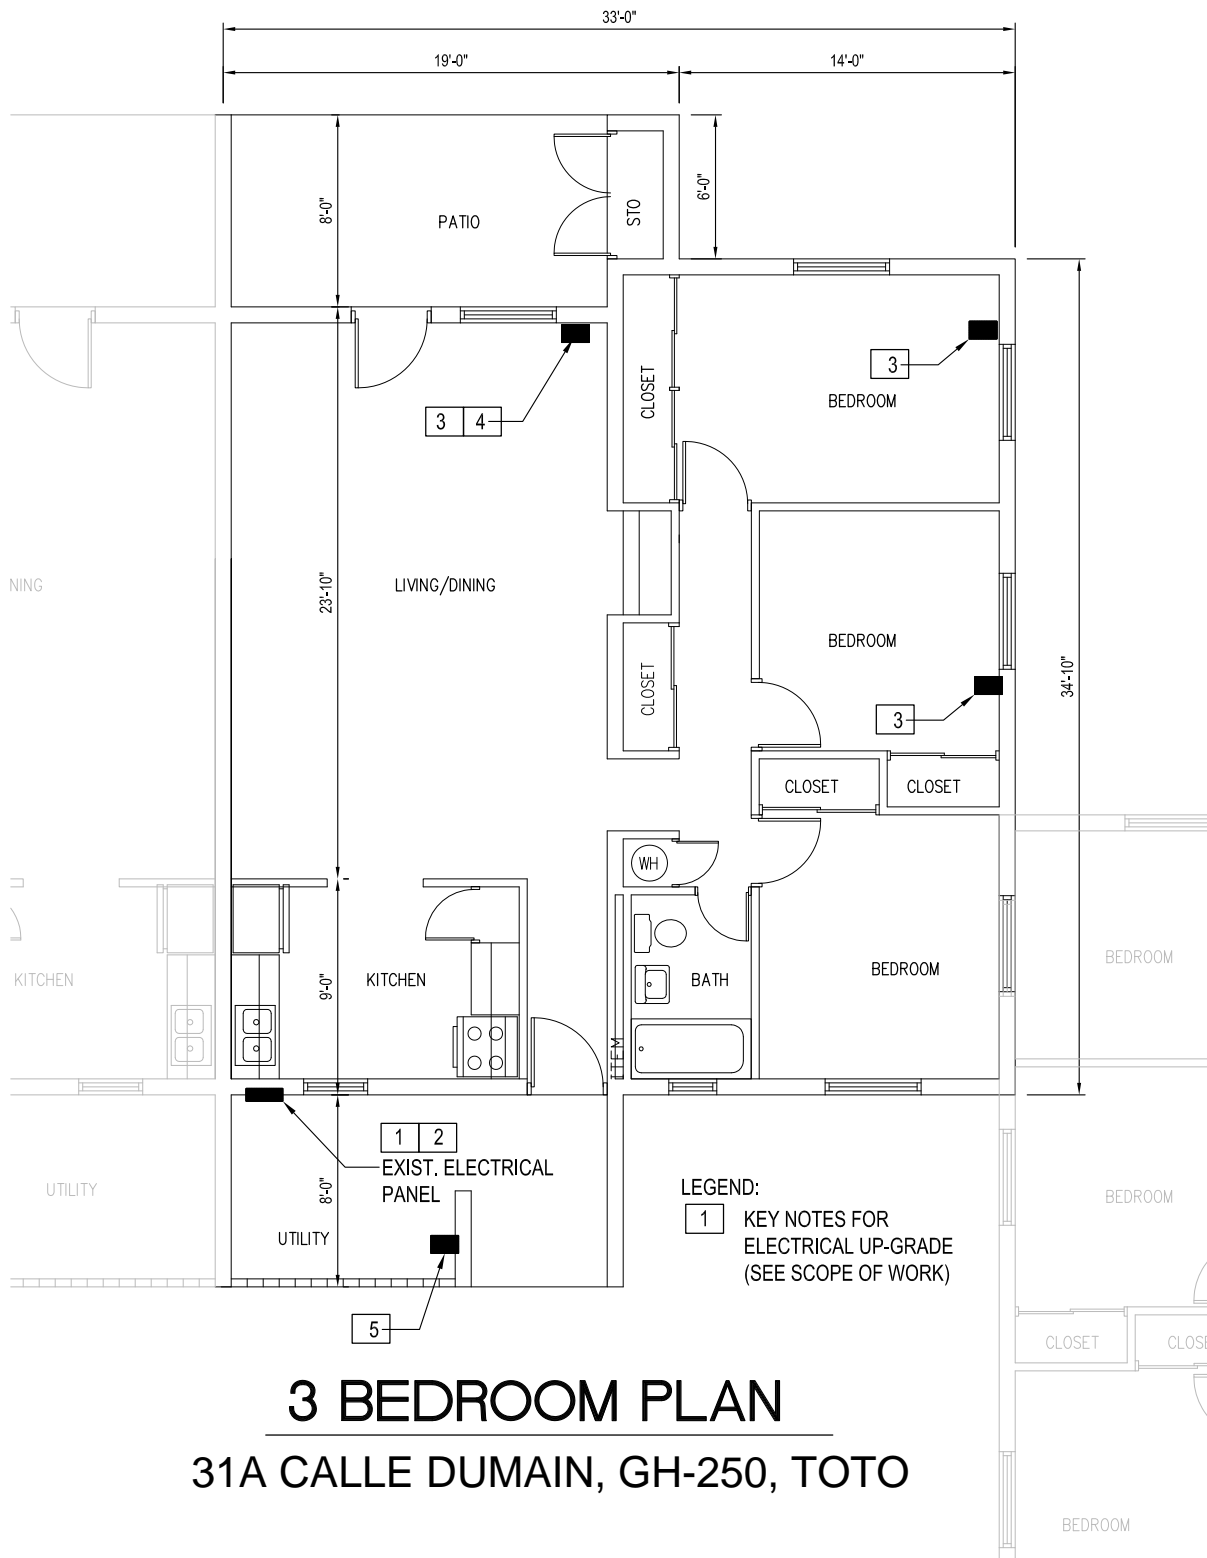 33'-0"
19'-0"
14'-0"
8'-0"
PATIO
STO
6'-0"
3
BEDROOM
CLOSET
3 4
NING
23'-10"
LIVING/DINING
BEDROOM
CLOSET
3
34'-10"
CLOSET
CLOSET
WH
KITCHEN
9'-0"
KITCHEN
BATH
BEDROOM
BEDROOM
ITEM
1 2
EXIST. ELECTRICAL
PANEL
UTILITY
8'-0"
UTILITY
LEGEND:
1 KEY NOTES FOR
ELECTRICAL UP-GRADE
(SEE SCOPE OF WORK)
BEDROOM
5
CLOSET
CLOSE
3 BEDROOM PLAN
31A CALLE DUMAIN, GH-250, TOTO
BEDROOM